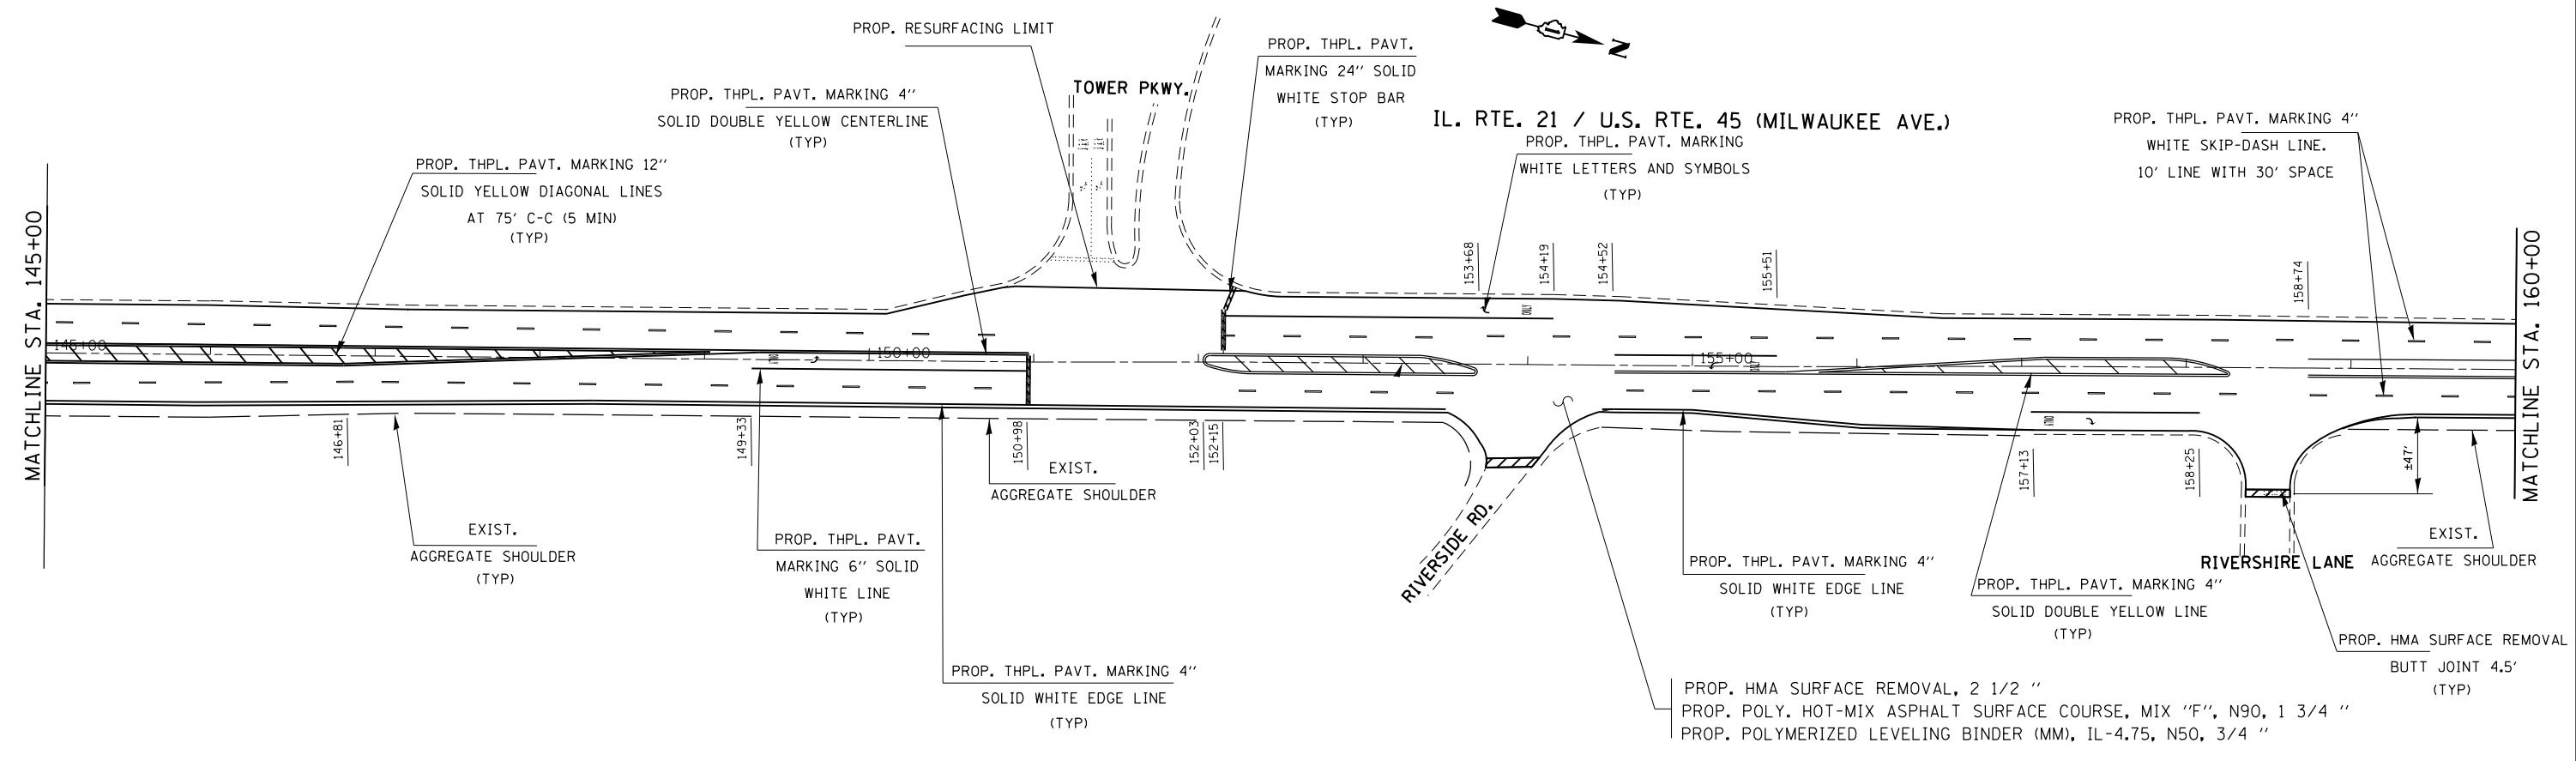 PROP. RESURFACING LIMIT
N
PROP. THPL. PAVT.
MARKING 24" SOLID
WHITE STOP BAR
(TYP)
TOWER PKWY.
PROP. THPL. PAVT. MARKING 4"
SOLID DOUBLE YELLOW CENTERLINE
(TYP)
IL. RTE. 21 / U.S. RTE. 45 (MILWAUKEE AVE.)
PROP. THPL. PAVT. MARKING
WHITE LETTERS AND SYMBOLS
(TYP)
PROP. THPL. PAVT. MARKING 4"
WHITE SKIP-DASH LINE.
10' LINE WITH 30' SPACE
PROP. THPL. PAVT. MARKING 12"
SOLID YELLOW DIAGONAL LINES
AT 75' C-C (5 MIN)
(TYP)
MATCHLINE STA. 145+00
153+68
154+19
154+52
155+51
158+74
MATCHLINE STA. 160+00
ONLY
145+00
ONLY
150+00
155+00
ONLY
ONLY
146+81
149+33
150+98
152+03
152+15
157+13
158+25
±47'
EXIST.
AGGREGATE SHOULDER
EXIST.
AGGREGATE SHOULDER
(TYP)
PROP. THPL. PAVT.
MARKING 6" SOLID
WHITE LINE
(TYP)
RIVERSIDE RD.
PROP. THPL. PAVT. MARKING 4"
SOLID WHITE EDGE LINE
(TYP)
RIVERSHIRE LANE
EXIST.
AGGREGATE SHOULDER
PROP. THPL. PAVT. MARKING 4"
SOLID DOUBLE YELLOW LINE
(TYP)
PROP. HMA SURFACE REMOVAL
BUTT JOINT 4.5'
(TYP)
PROP. THPL. PAVT. MARKING 4"
SOLID WHITE EDGE LINE
(TYP)
PROP. HMA SURFACE REMOVAL, 2 1/2 "
PROP. POLY. HOT-MIX ASPHALT SURFACE COURSE, MIX "F", N90, 1 3/4 "
PROP. POLYMERIZED LEVELING BINDER (MM), IL-4.75, N50, 3/4 "